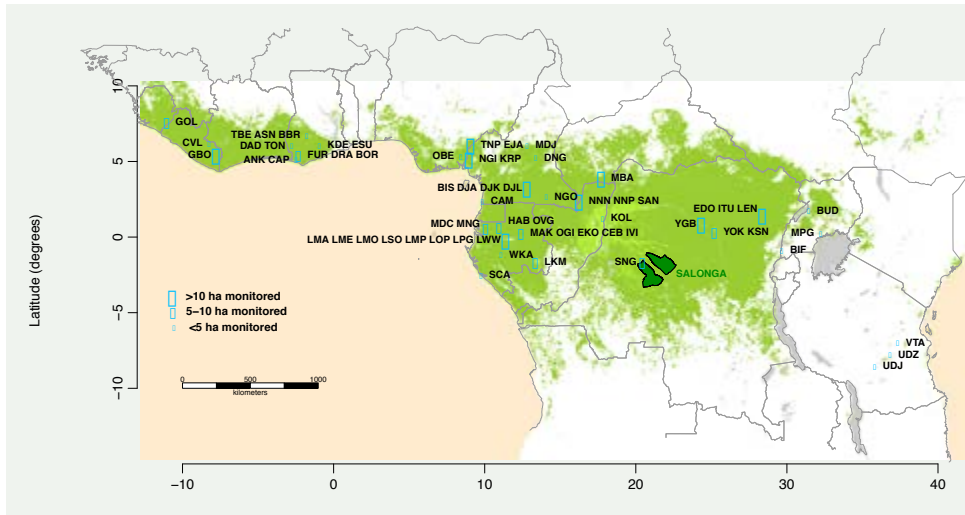 10
GOL
CVL
GBO
TBE ASN BBR
DAD TON
ANK CAP
KDE ESU
FUR DRA BOR
OBE
TNP EJA
NGI KRP
MDJ
DNG
5
BIS DJA DJK DJL
CAM
NGO
MBA
NNN NNP SAN
KOL
EDO ITU LEN
YGB
YOK KSN
BUD
MPG
BIF
MDC MNG
HAB OVG
MAK OGI EKO CEB IVI
LMA LME LMO LSO LMP LOP LPG LWW
0
WKA
LKM
SCA
SNG
SALONGA
Latitude (degrees)
>10 ha monitored
5−10 ha monitored
<5 ha monitored
−5
VTA
UDZ
UDJ
0 500 1000
kilometers
−10
−10 0 10 20 30 40